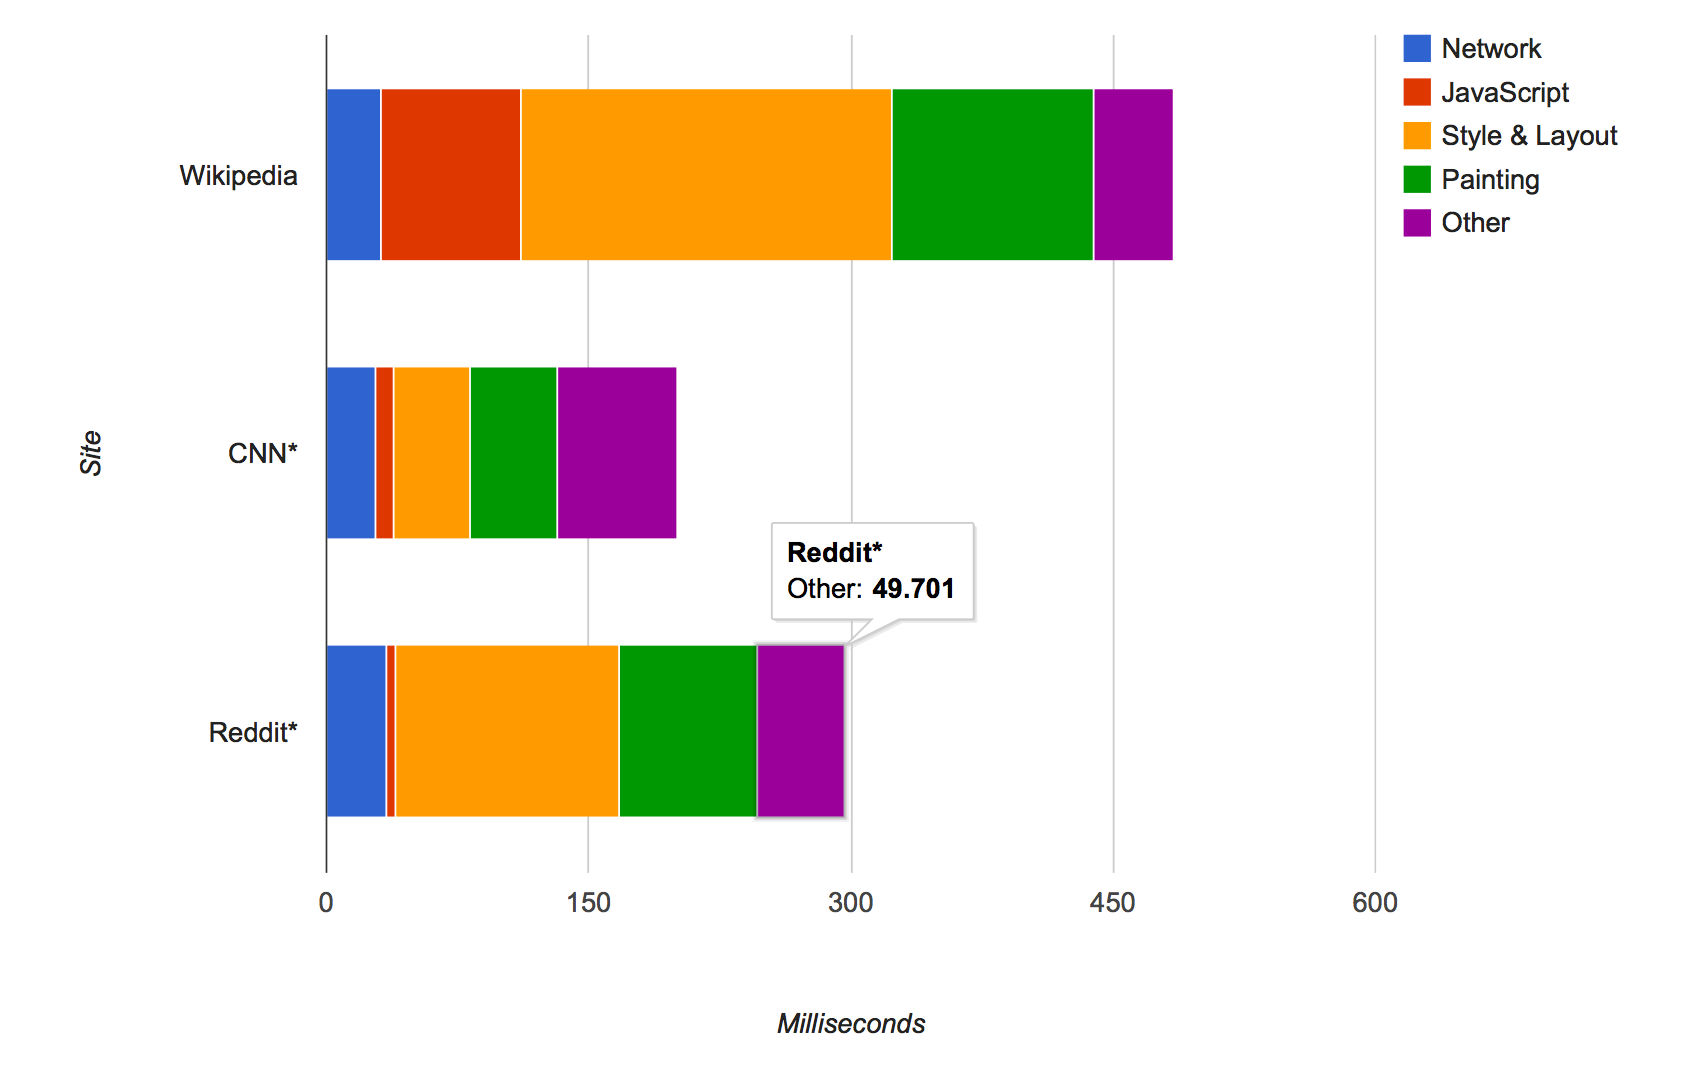 Network
JavaScript
Style & Layout
Painting
Other
Wikipedia
CNN*
Reddit*
Site
Reddit*
Other: 49.701
0 150 300 450 600
Milliseconds